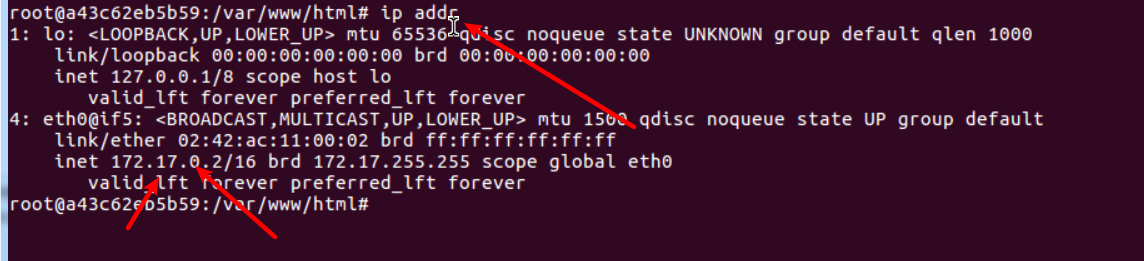 root@a43c62eb5b59:/var/www/html# ip addr
1: lo: <LOOPBACK,UP,LOWER_UP> mtu 65536 qdisc noqueue state UNKNOWN group default qlen 1000
link/loopback 00:00:00:00:00:00 brd 00:00:00:00:00:00
inet 127.0.0.1/8 scope host lo
valid_lft forever preferred_lft forever
4: eth0@if5: <BROADCAST,MULTICAST,UP,LOWER_UP> mtu 1500 qdisc noqueue state UP group default
link/ether 02:42:ac:11:00:02 brd ff:ff:ff:ff:ff:ff
inet 172.17.0.2/16 brd 172.17.255.255 scope global eth0
valid_lft forever preferred_lft forever
root@a43c62eb5b59:/var/www/html#